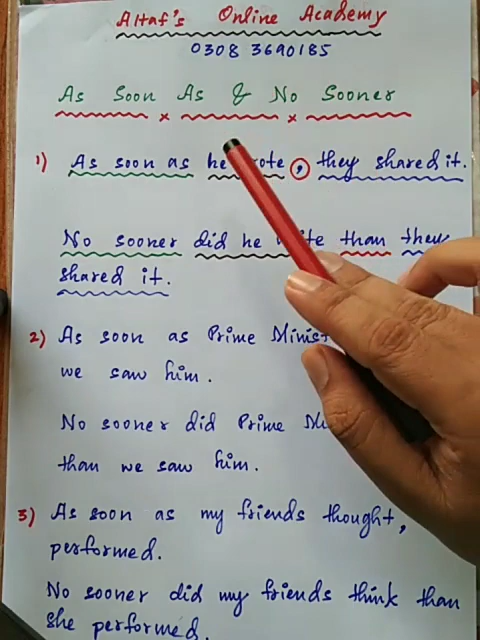 Altaf's Online Academy
0308 3690185
As Soon As & No Sooner
1) As soon as he wrote, they shared it.
No sooner did he write than they
shared it.
2) As soon as Prime
we saw him.
No sooner did Prime
than we saw him.
3) As soon as my friends thought,
performed.
No sooner did my friends think than
she performed.